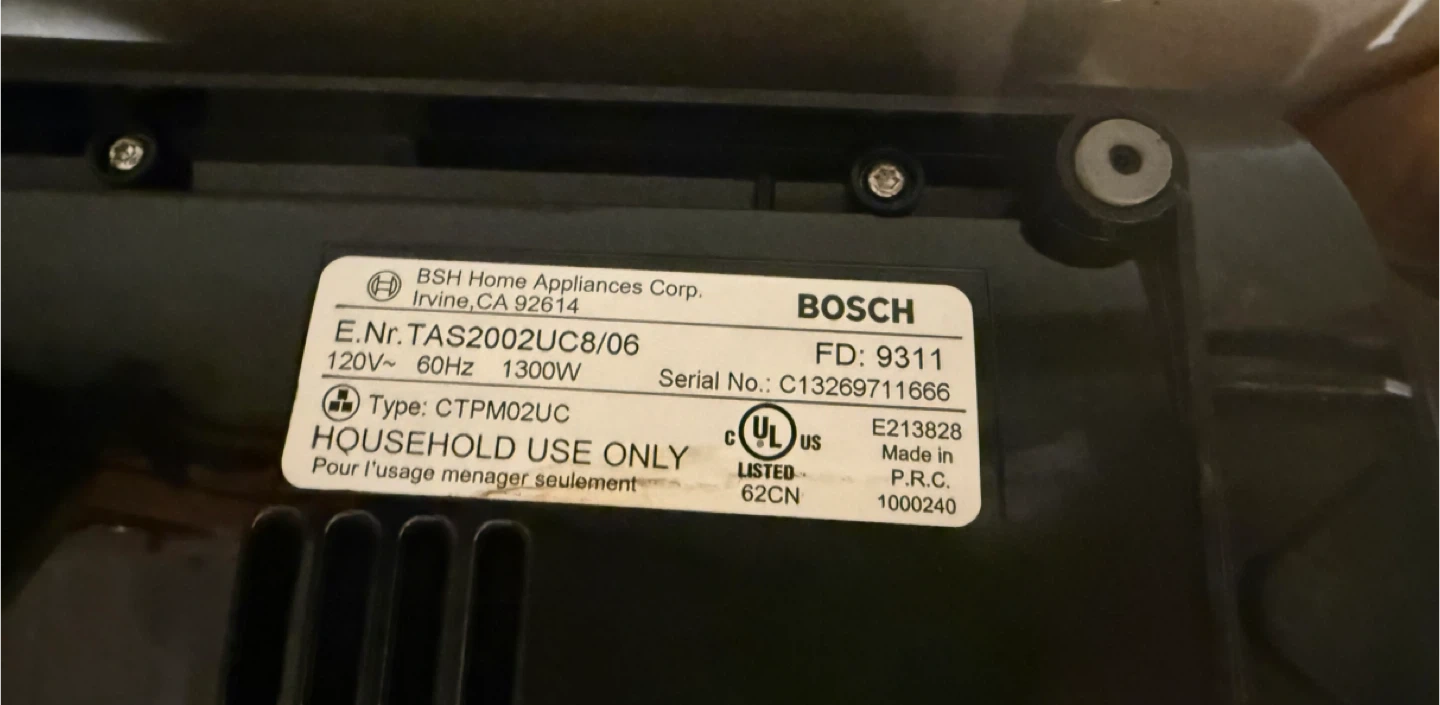 BSH Home Appliances Corp.
Irvine,CA 92614
BOSCH
E.Nr. TAS2002UC8/06
FD: 9311
120V~ 60Hz 1300W
Serial No.: C13269711666
Type: CTPM02UC
HOUSEHOLD USE ONLY
Pour l'usage menager seulement
C UL US
LISTED
62CN
E213828
Made in
P.R.C.
1000240